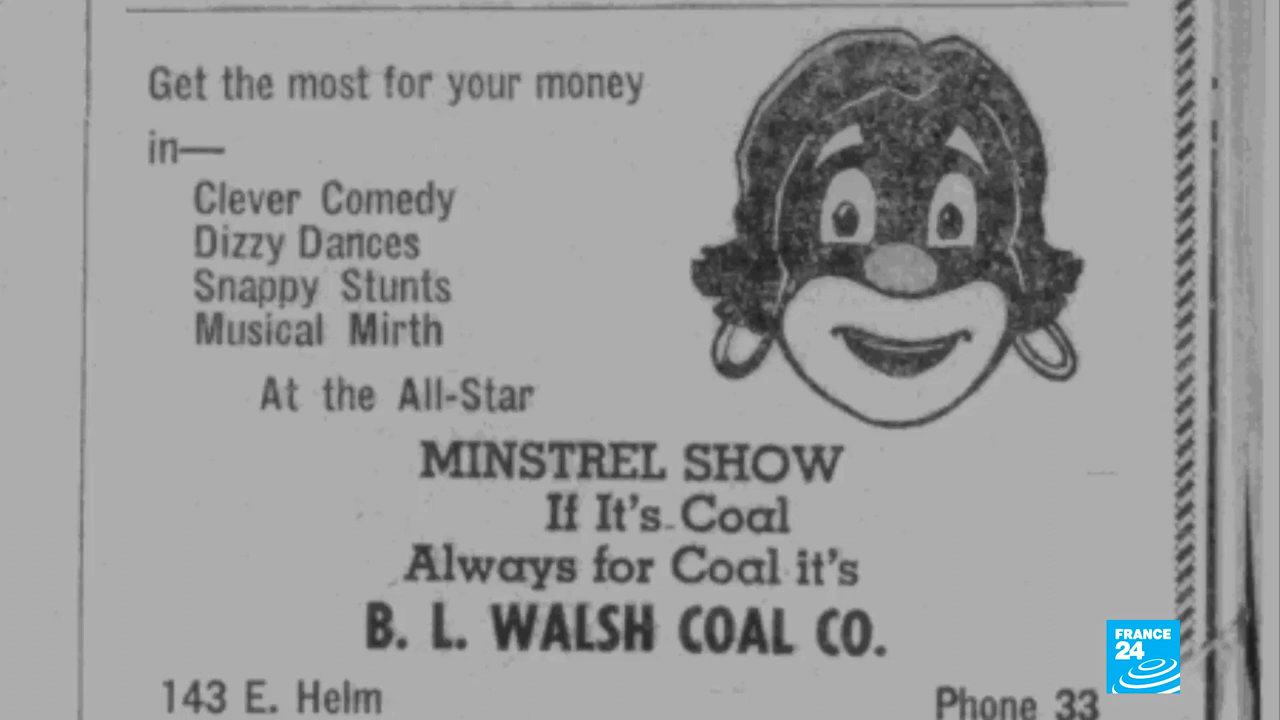 Get the most for your money
in—
Clever Comedy
Dizzy Dances
Snappy Stunts
Musical Mirth
At the All-Star
MINSTREL SHOW
If It's Coal
Always for Coal it's
B. L. WALSH COAL CO.
143 E. Helm
Phone 33
FRANCE
24